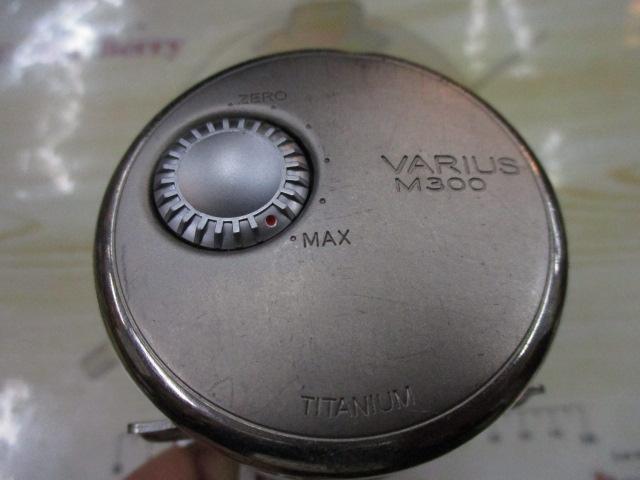 ZERO
VARIUS
M300
MAX
TITANIUM